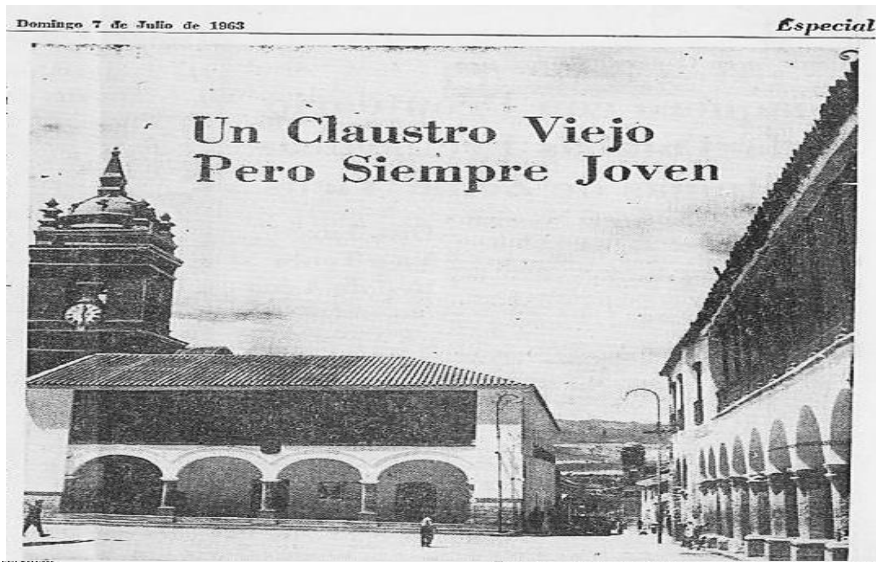 Domingo 7 de Julio de 1963
Especial
Un Claustro Viejo
Pero Siempre Joven